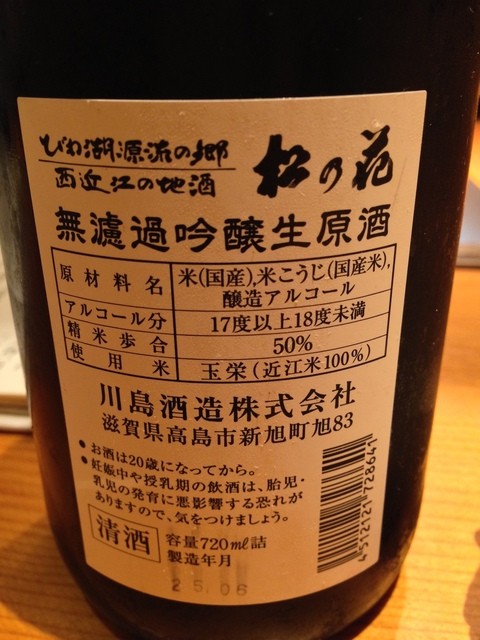 びわ湖源流の郷
西近江の地酒
松の花
無濾過吟醸生原酒
原材料名 米(国産),米こうじ(国産米),
醸造アルコール
アルコール分 17度以上18度未満
精米歩合 50%
使用米 玉栄(近江米100%)
川島酒造株式会社
滋賀県高島市新旭町旭83
●お酒は20歳になってから。
●妊娠中や授乳期の飲酒は、胎児・
乳児の発育に悪影響する恐れが
ありますので、気をつけましょう。
清酒
容量720ml詰
製造年月
25.06
4512121728641